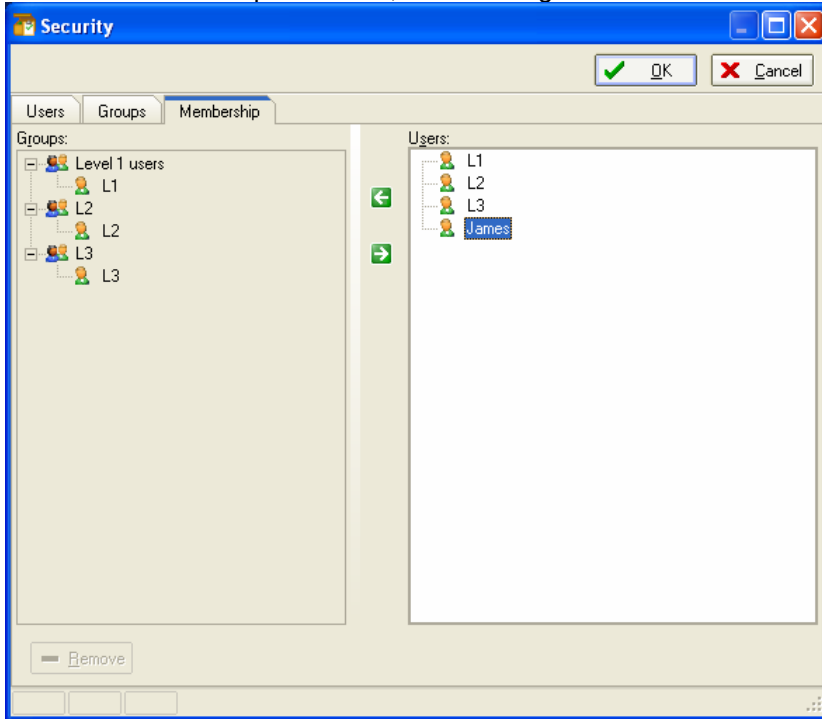 Security
OK Cancel
Users Groups Membership
Groups:
Level 1 users
L1
L2
L2
L3
L3
Users:
L1
L2
L3
James
Remove